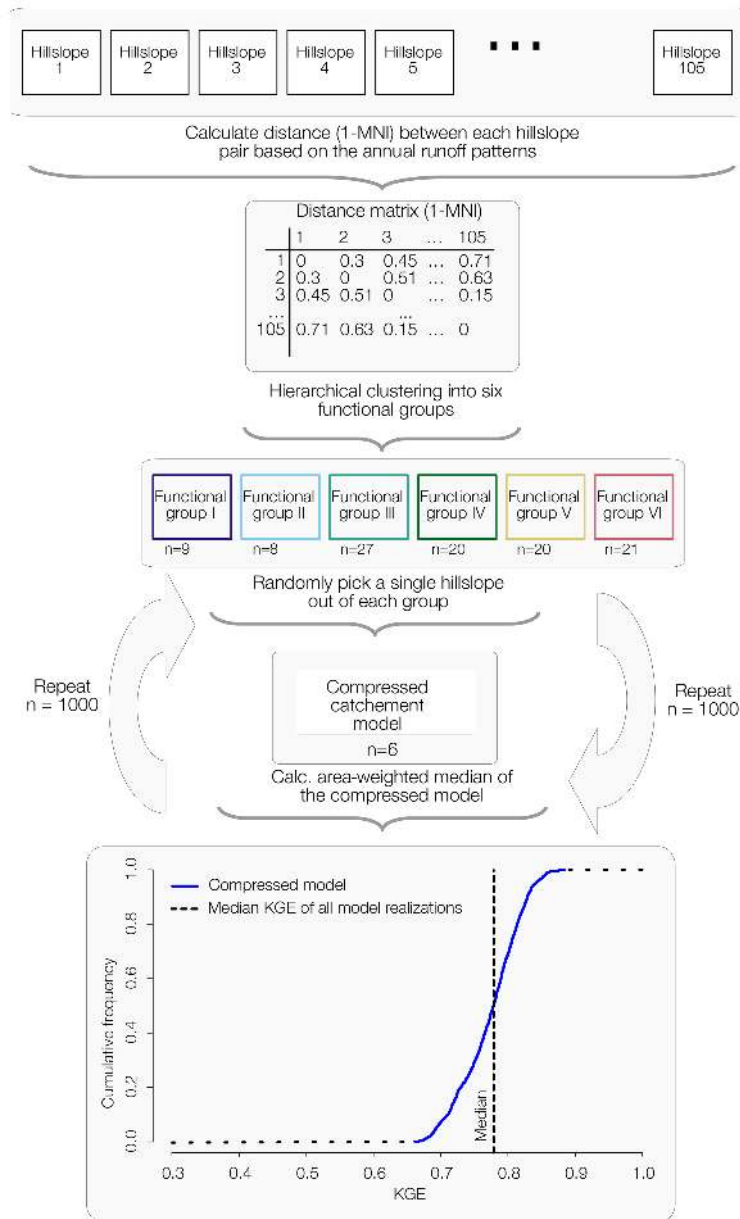 Hillslope 1
Hillslope 2
Hillslope 3
Hillslope 4
Hillslope 5
...
Hillslope 105
Calculate distance (1-MNI) between each hillslope
pair based on the annual runoff patterns
Distance matrix (1-MNI)
1 2 3 ... 105
1 0 0.3 0.45 ... 0.71
2 0.3 0 0.51 ... 0.63
3 0.45 0.51 0 ... 0.15
... ...
105 0.71 0.63 0.15 ... 0
Hierarchical clustering into six
functional groups
Functional group I
Functional group II
Functional group III
Functional group IV
Functional group V
Functional group VI
n=9 n=8 n=27 n=20 n=20 n=21
Randomly pick a single hillslope
out of each group
Repeat
n = 1000
Repeat
n = 1000
Compressed
catchement
model
n=6
Calc. area-weighted median of
the compressed model
Compressed model
Median KGE of all model realizations
Cumulative frequency
1.0
0.8
0.6
0.4
0.2
0.0
Median
0.3 0.4 0.5 0.6 0.7 0.8 0.9 1.0
KGE